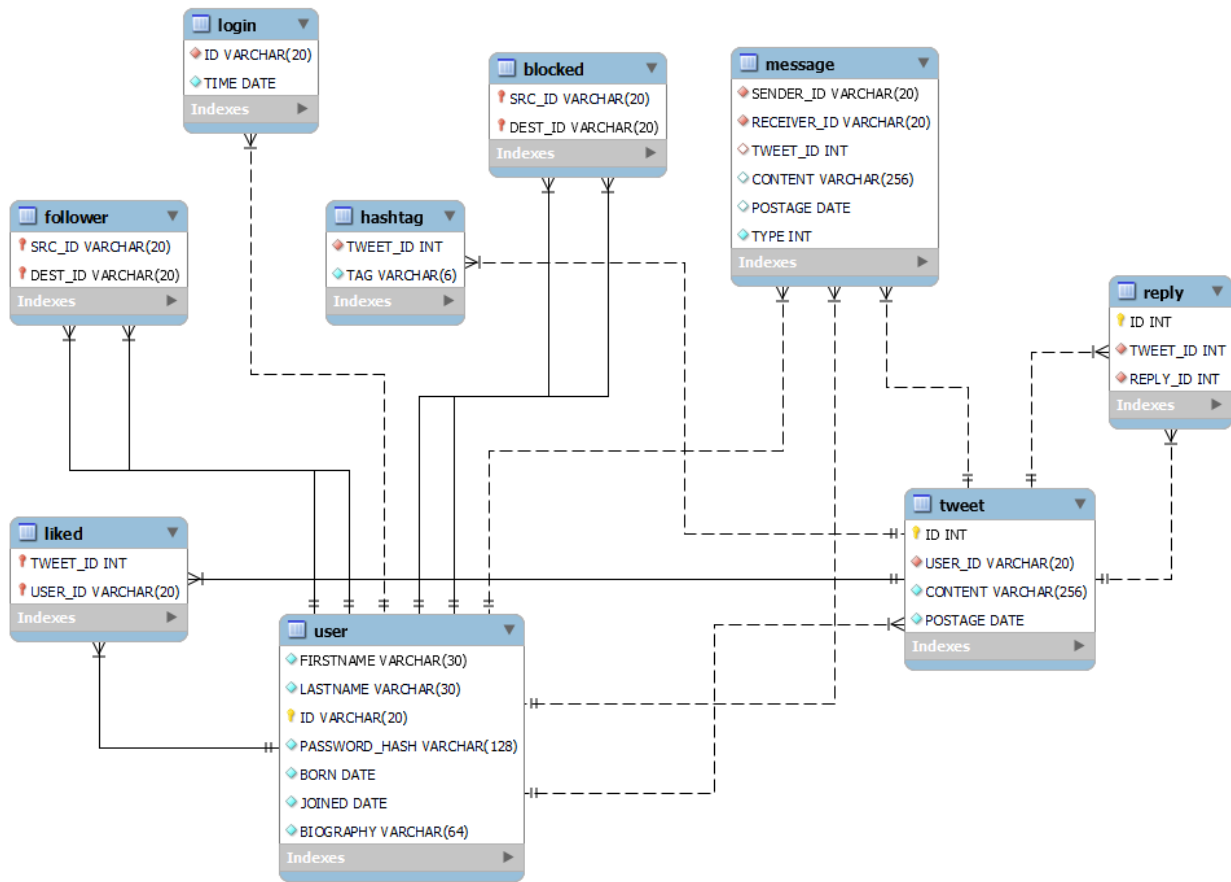 login
ID VARCHAR(20)
TIME DATE
Indexes
blocked
SRC_ID VARCHAR(20)
DEST_ID VARCHAR(20)
Indexes
message
SENDER_ID VARCHAR(20)
RECEIVER_ID VARCHAR(20)
TWEET_ID INT
CONTENT VARCHAR(256)
POSTAGE DATE
TYPE INT
Indexes
follower
SRC_ID VARCHAR(20)
DEST_ID VARCHAR(20)
Indexes
hashtag
TWEET_ID INT
TAG VARCHAR(6)
Indexes
reply
ID INT
TWEET_ID INT
REPLY_ID INT
Indexes
liked
TWEET_ID INT
USER_ID VARCHAR(20)
Indexes
user
FIRSTNAME VARCHAR(30)
LASTNAME VARCHAR(30)
ID VARCHAR(20)
PASSWORD_HASH VARCHAR(128)
BORN DATE
JOINED DATE
BIOGRAPHY VARCHAR(64)
Indexes
tweet
ID INT
USER_ID VARCHAR(20)
CONTENT VARCHAR(256)
POSTAGE DATE
Indexes